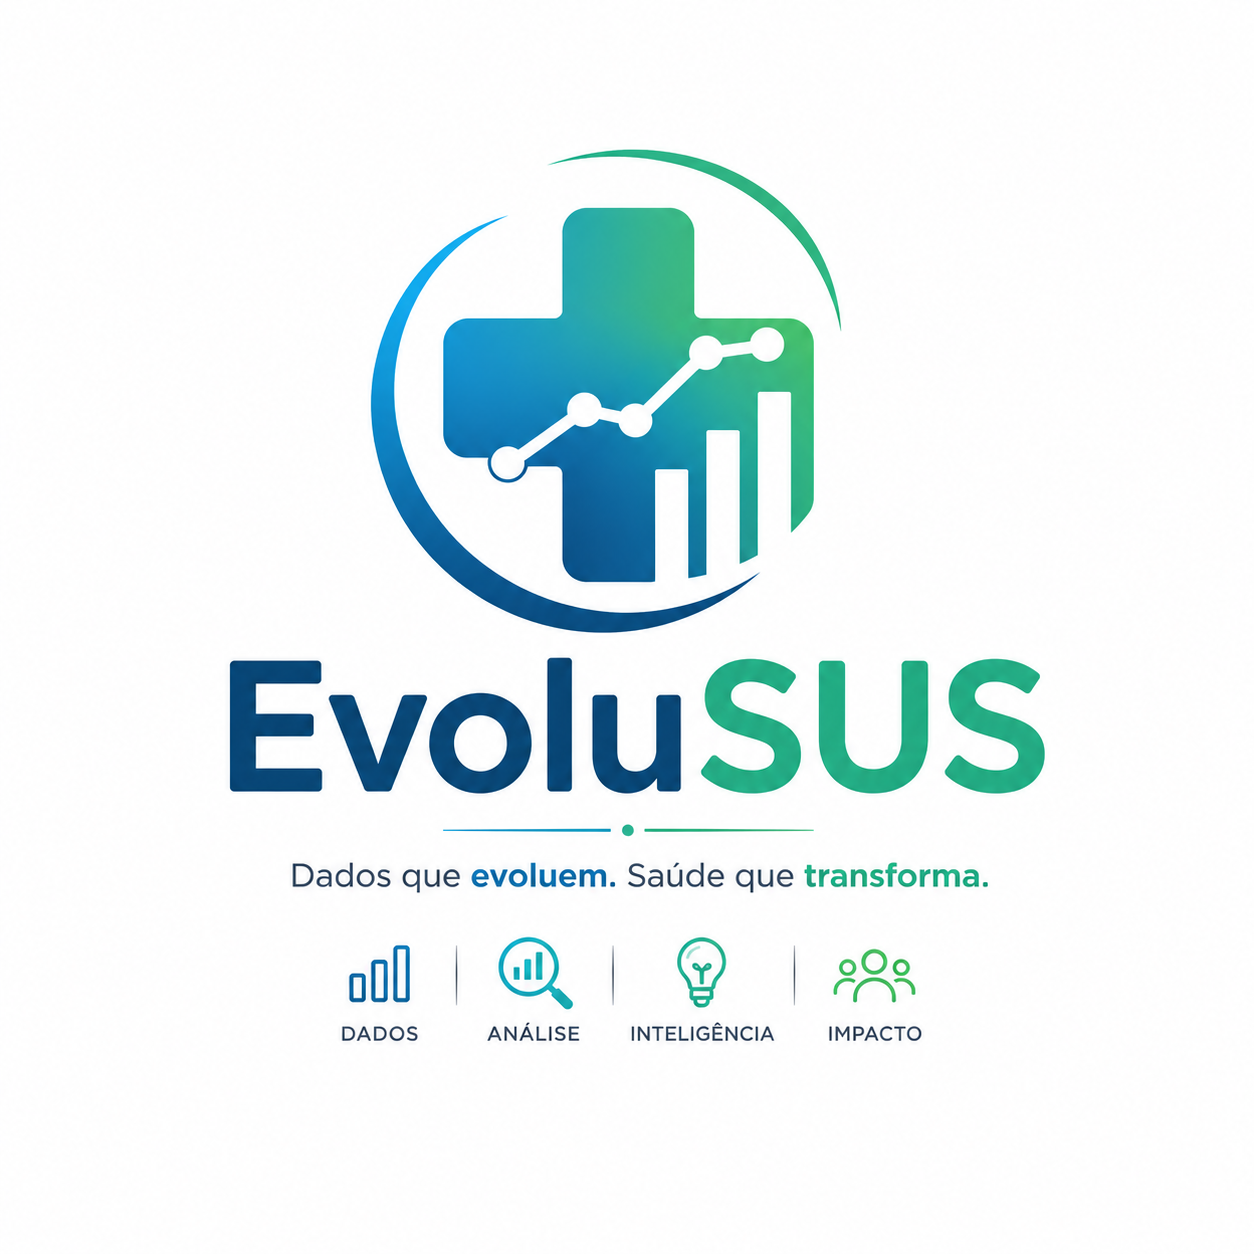 EvoluSUS
Dados que evoluem. Saúde que transforma.
DADOS
ANÁLISE
INTELIGÊNCIA
IMPACTO